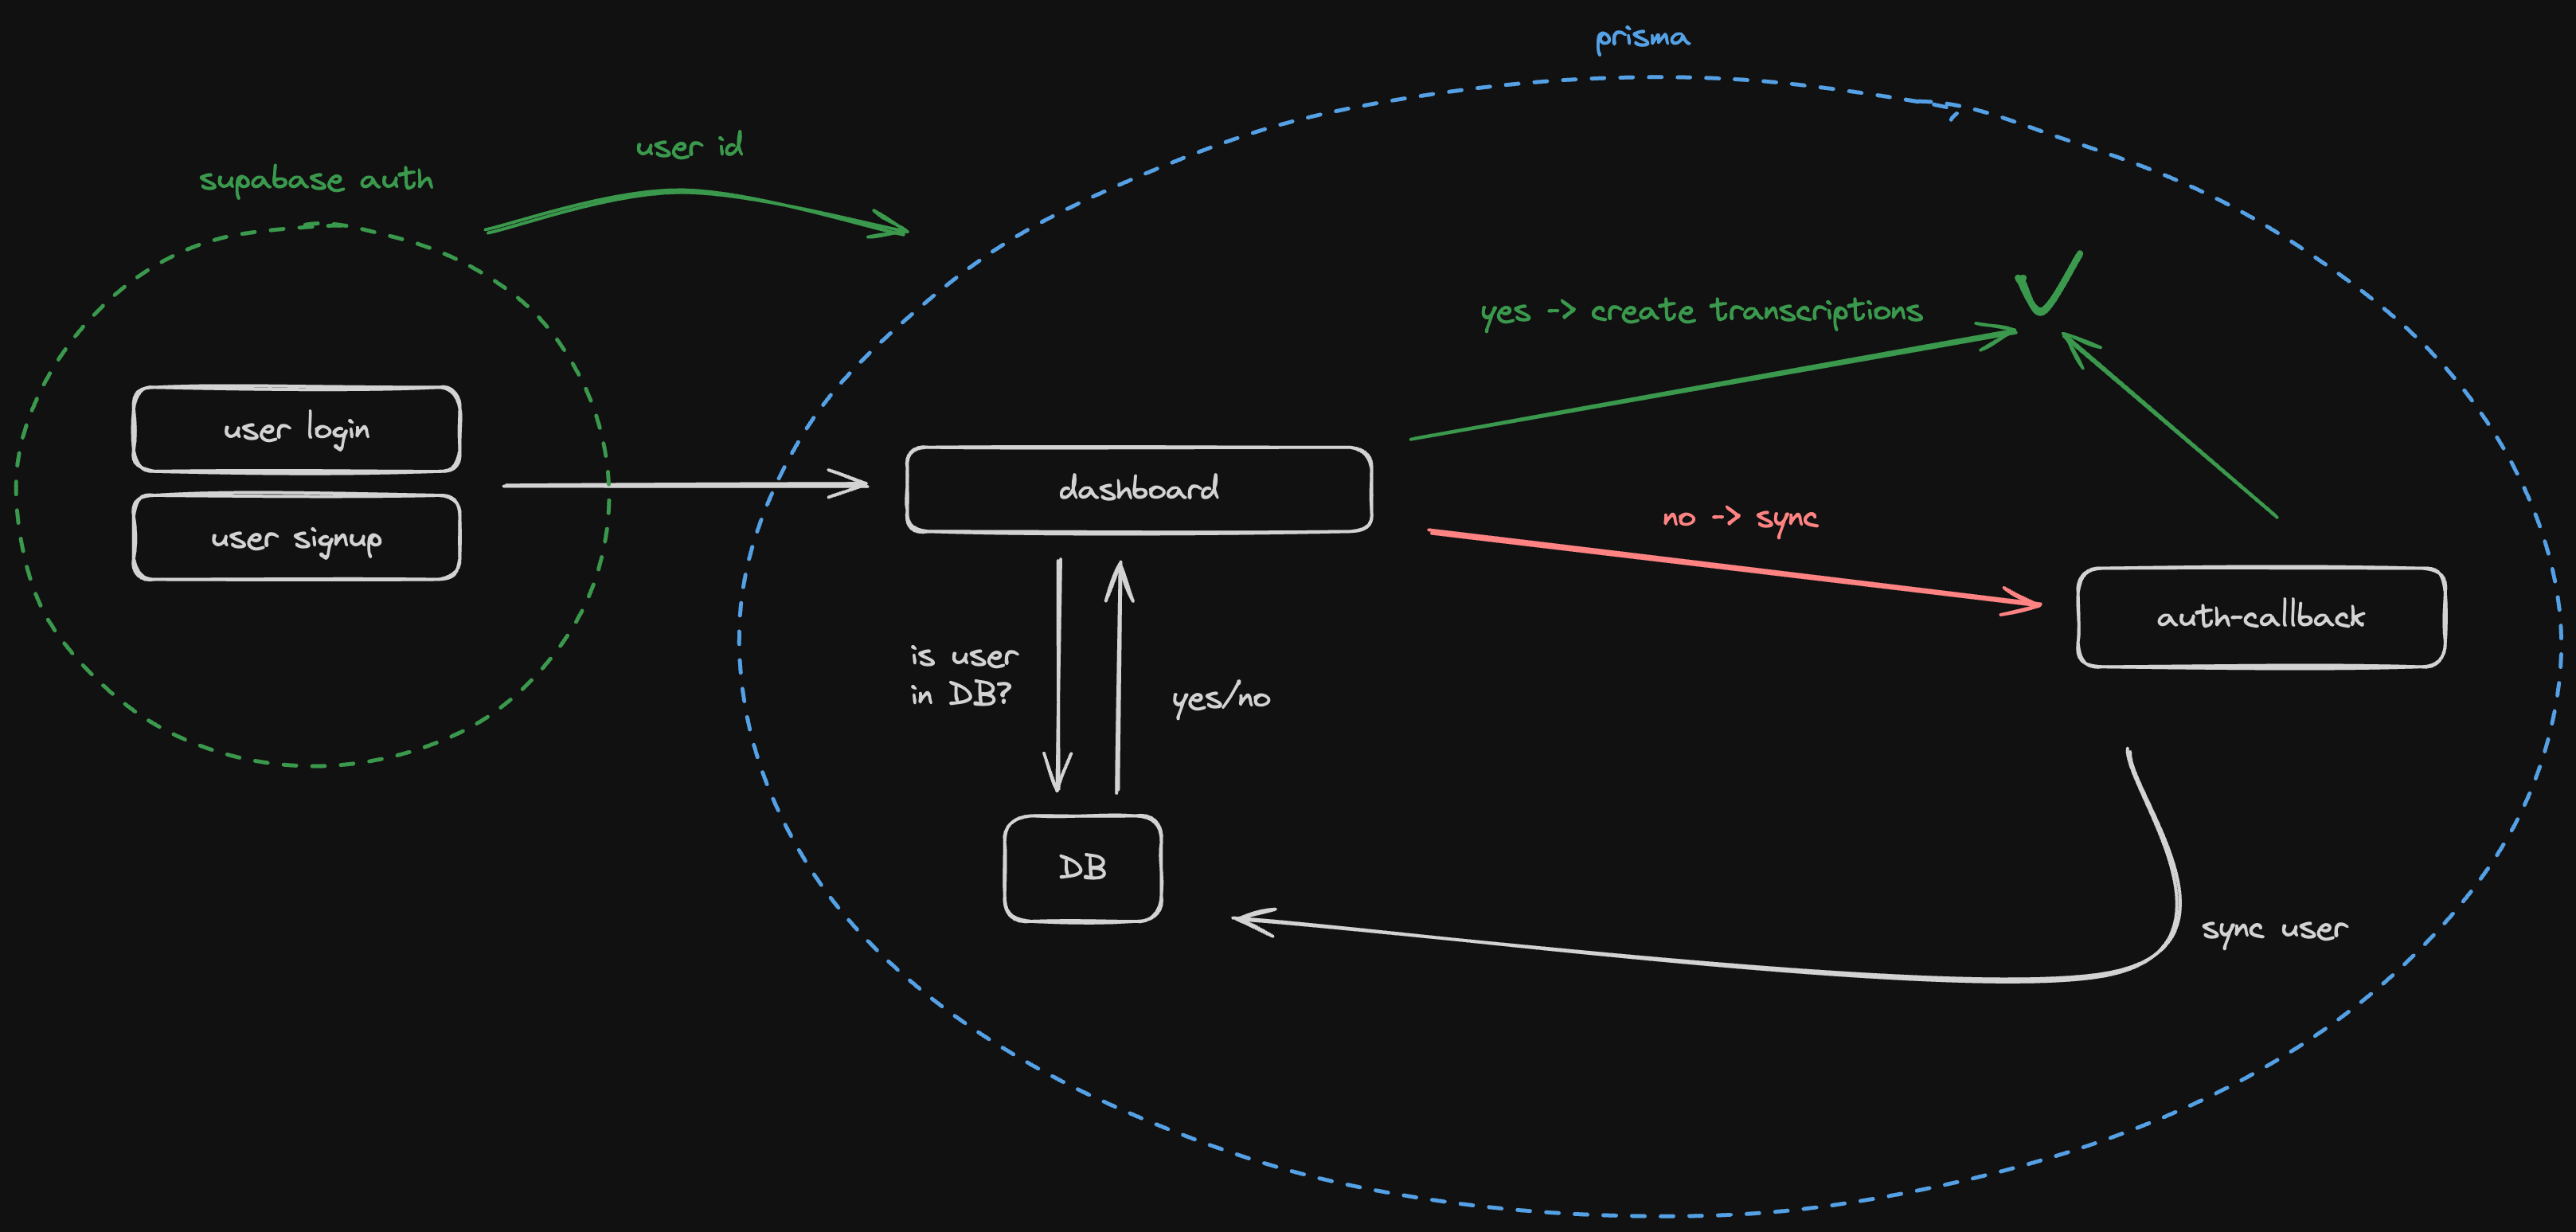 prisma
supabase auth
user id
user login
user signup
dashboard
yes -> create transcriptions
no -> sync
auth-callback
is user
in DB?
yes/no
DB
sync user